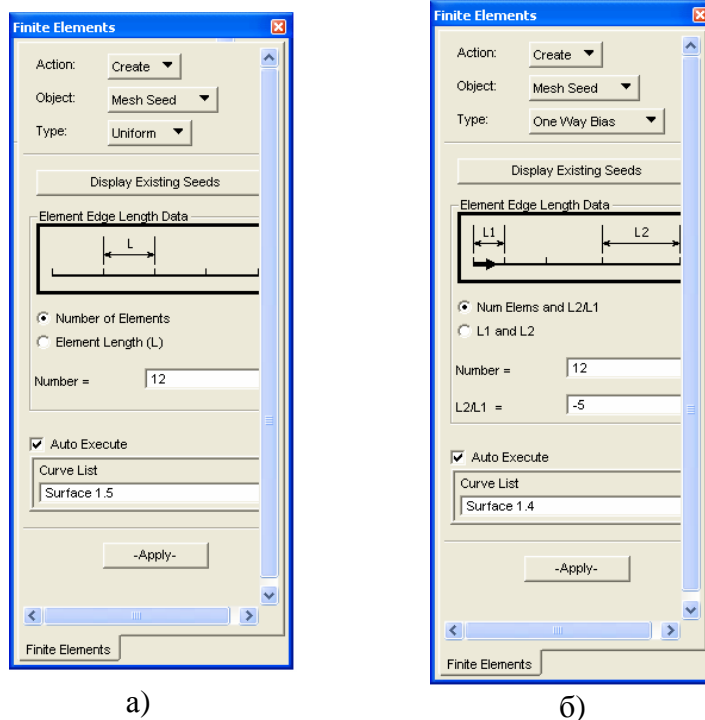 Finite Elements
Action: Create
Object: Mesh Seed
Type: Uniform
Display Existing Seeds
Element Edge Length Data
L
Number of Elements
Element Length (L)
Number = 12
Auto Execute
Curve List
Surface 1.5
-Apply-
Finite Elements
а)
Finite Elements
Action: Create
Object: Mesh Seed
Type: One Way Bias
Display Existing Seeds
Element Edge Length Data
L1 L2
Num Elems and L2/L1
L1 and L2
Number = 12
L2/L1 = -5
Auto Execute
Curve List
Surface 1.4
-Apply-
Finite Elements
б)